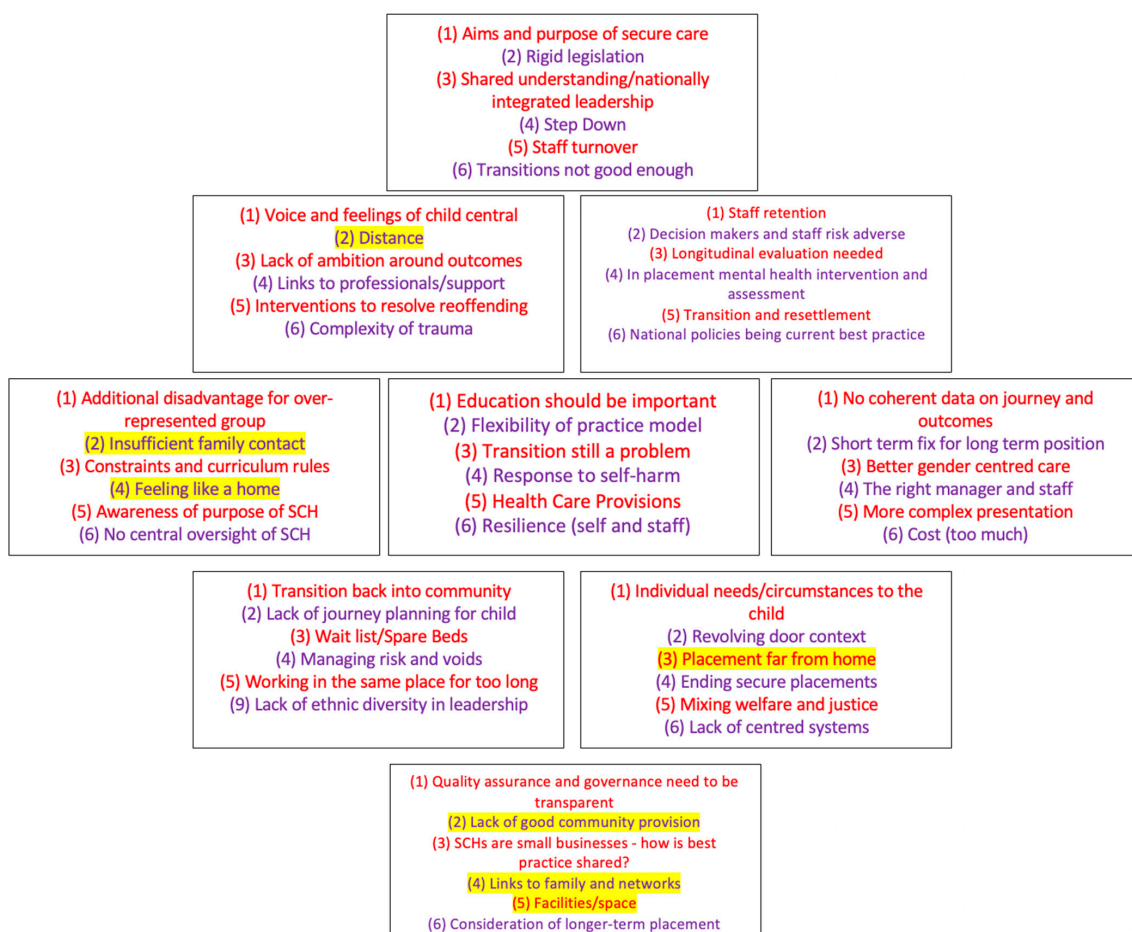 (1) Aims and purpose of secure care
(2) Rigid legislation
(3) Shared understanding/nationally
integrated leadership
(4) Step Down
(5) Staff turnover
(6) Transitions not good enough
(1) Voice and feelings of child central
(2) Distance
(3) Lack of ambition around outcomes
(4) Links to professionals/support
(5) Interventions to resolve reoffending
(6) Complexity of trauma
(1) Staff retention
(2) Decision makers and staff risk adverse
(3) Longitudinal evaluation needed
(4) In placement mental health intervention and
assessment
(5) Transition and resettlement
(6) National policies being current best practice
(1) Additional disadvantage for over-
represented group
(2) Insufficient family contact
(3) Constraints and curriculum rules
(4) Feeling like a home
(5) Awareness of purpose of SCH
(6) No central oversight of SCH
(1) Education should be important
(2) Flexibility of practice model
(3) Transition still a problem
(4) Response to self-harm
(5) Health Care Provisions
(6) Resilience (self and staff)
(1) No coherent data on journey and
outcomes
(2) Short term fix for long term position
(3) Better gender centred care
(4) The right manager and staff
(5) More complex presentation
(6) Cost (too much)
(1) Transition back into community
(2) Lack of journey planning for child
(3) Wait list/Spare Beds
(4) Managing risk and voids
(5) Working in the same place for too long
(9) Lack of ethnic diversity in leadership
(1) Individual needs/circumstances to the
child
(2) Revolving door context
(3) Placement far from home
(4) Ending secure placements
(5) Mixing welfare and justice
(6) Lack of centred systems
(1) Quality assurance and governance need to be
transparent
(2) Lack of good community provision
(3) SCHs are small businesses - how is best
practice shared?
(4) Links to family and networks
(5) Facilities/space
(6) Consideration of longer-term placement